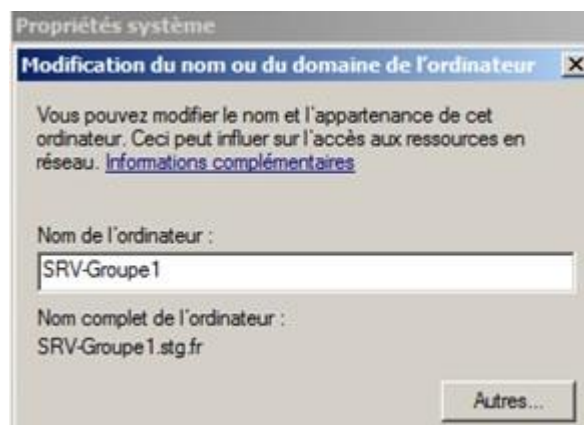 Propriétés système
Modification du nom ou du domaine de l'ordinateur
Vous pouvez modifier le nom et l'appartenance de cet
ordinateur. Ceci peut influer sur l'accès aux ressources en
réseau. Informations complémentaires
Nom de l'ordinateur :
SRV-Groupe1
Nom complet de l'ordinateur :
SRV-Groupe1.stg.fr
Autres...